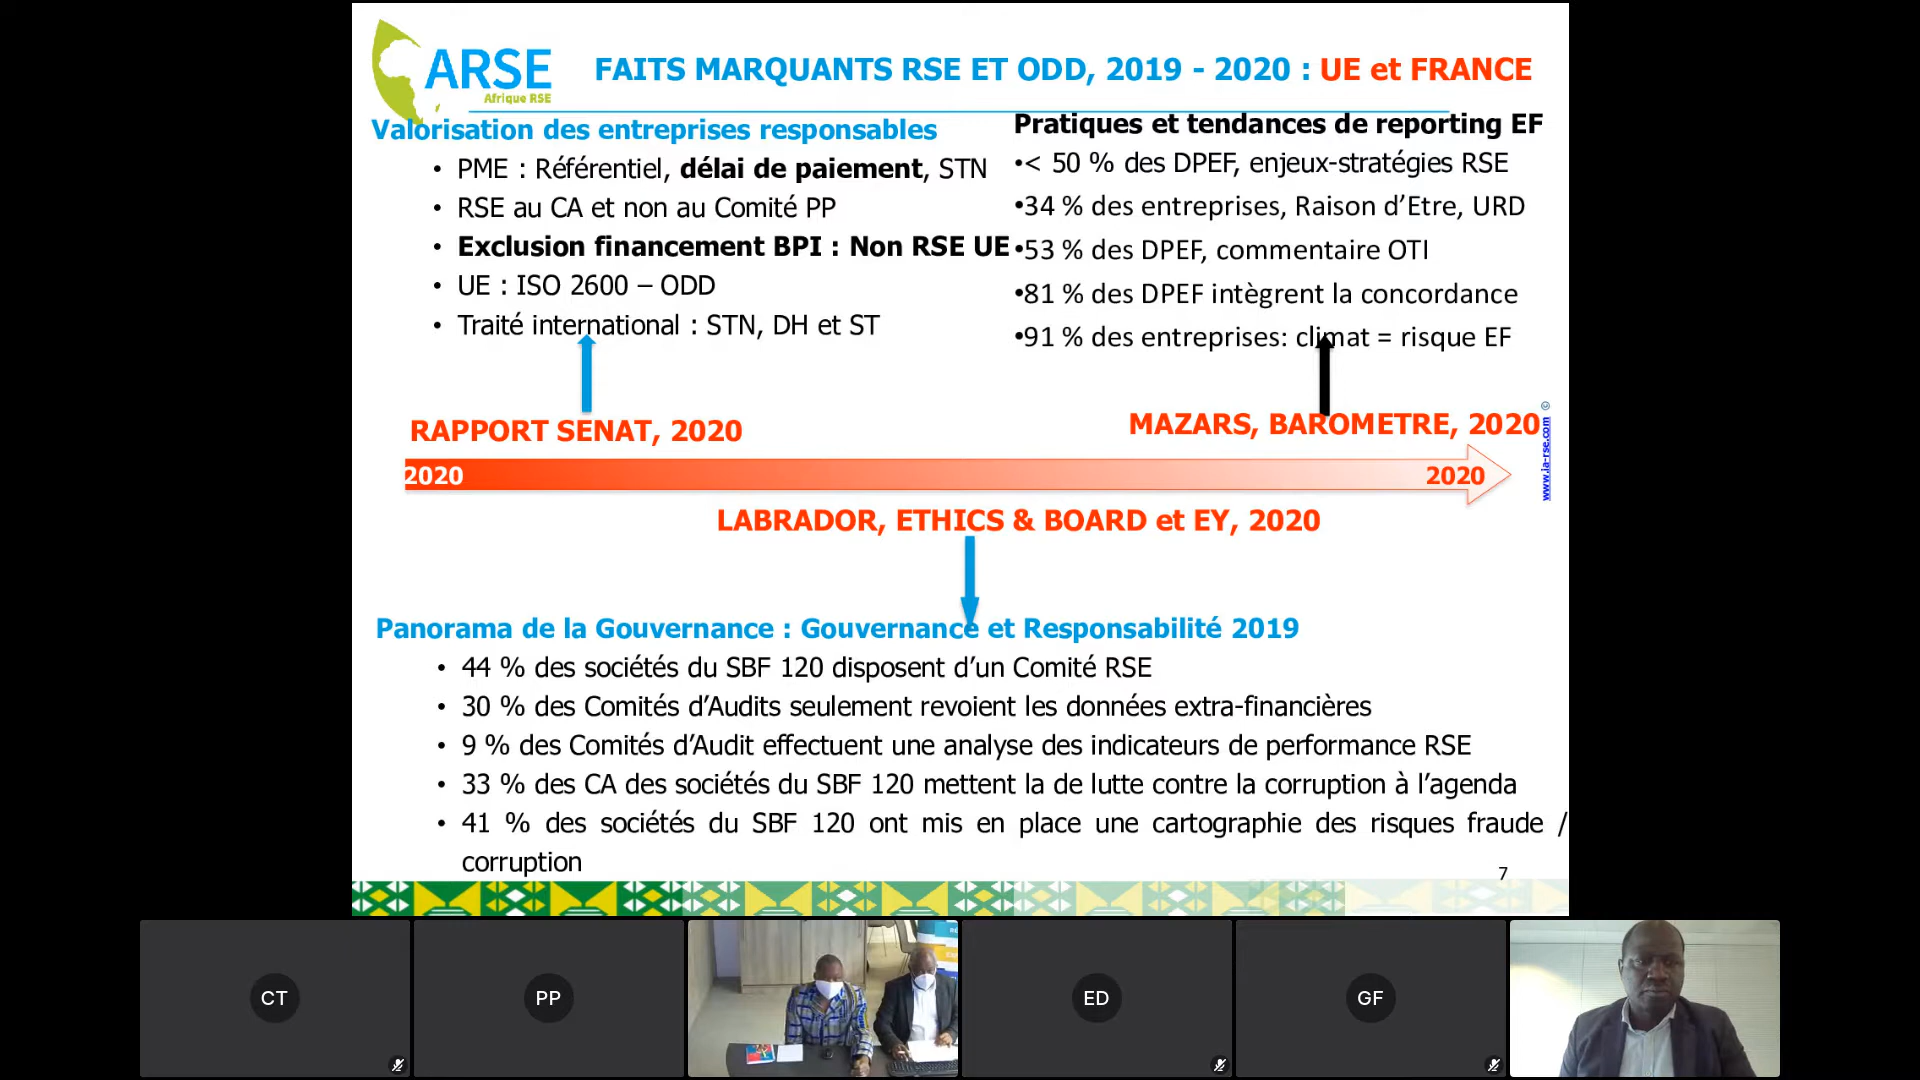 ARSE
Afrique RSE
FAITS MARQUANTS RSE ET ODD, 2019 - 2020 : UE et FRANCE
Valorisation des entreprises responsables
• PME : Référentiel, délai de paiement, STN
• RSE au CA et non au Comité PP
• Exclusion financement BPI : Non RSE UE
• UE : ISO 2600 – ODD
• Traité international : STN, DH et ST
Pratiques et tendances de reporting EF
•< 50 % des DPEF, enjeux-stratégies RSE
•34 % des entreprises, Raison d’Etre, URD
•53 % des DPEF, commentaire OTI
•81 % des DPEF intègrent la concordance
•91 % des entreprises: climat = risque EF
RAPPORT SENAT, 2020
MAZARS, BAROMETRE, 2020
www.ia-rse.com ©
2020
2020
LABRADOR, ETHICS & BOARD et EY, 2020
Panorama de la Gouvernance : Gouvernance et Responsabilité 2019
• 44 % des sociétés du SBF 120 disposent d’un Comité RSE
• 30 % des Comités d’Audits seulement revoient les données extra-financières
• 9 % des Comités d’Audit effectuent une analyse des indicateurs de performance RSE
• 33 % des CA des sociétés du SBF 120 mettent la de lutte contre la corruption à l’agenda
• 41 % des sociétés du SBF 120 ont mis en place une cartographie des risques fraude /
corruption
7
CT
PP
ED
GF